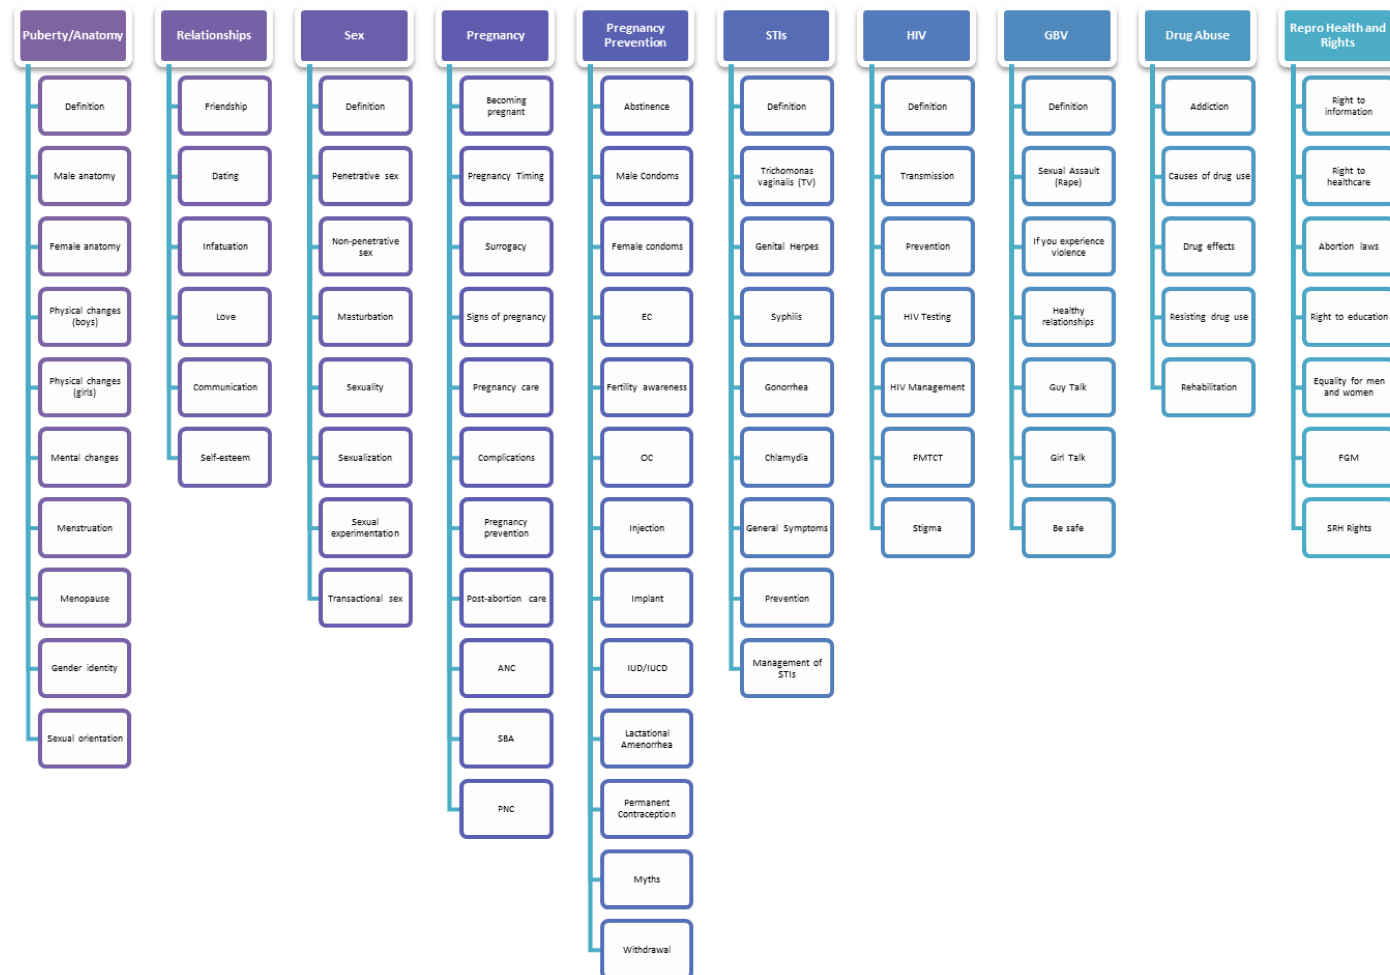 Puberty/Anatomy
Definition
Male anatomy
Female anatomy
Physical changes
(boys)
Physical changes
(girls)
Mental changes
Menstruation
Menopause
Gender identity
Sexual orientation
Relationships
Friendship
Dating
Infatuation
Love
Communication
Self-esteem
Sex
Definition
Penetrative sex
Non-penetrative
sex
Masturbation
Sexuality
Sexualization
Sexual
experimentation
Transactional sex
Pregnancy
Becoming
pregnant
Pregnancy Timing
Surrogacy
Signs of pregnancy
Pregnancy care
Complications
Pregnancy
prevention
Post-abortion care
ANC
SBA
PNC
Pregnancy
Prevention
Abstinence
Male Condoms
Female condoms
EC
Fertility awareness
OC
Injection
Implant
IUD/IUCD
Lactational
Amenorrhea
Permanent
Contraception
Myths
Withdrawal
STIs
Definition
Trichomonas
vaginalis (TV)
Genital Herpes
Syphilis
Gonorrhea
Chlamydia
General Symptoms
Prevention
Management of
STIs
HIV
Definition
Transmission
Prevention
HIV Testing
HIV Management
PMTCT
Stigma
GBV
Definition
Sexual Assault
(Rape)
If you experience
violence
Healthy
relationships
Guy Talk
Girl Talk
Be safe
Drug Abuse
Addiction
Causes of drug use
Drug effects
Resisting drug use
Rehabilitation
Repro Health and
Rights
Right to
information
Right to
healthcare
Abortion laws
Right to education
Equality for men
and women
FGM
SRH Rights